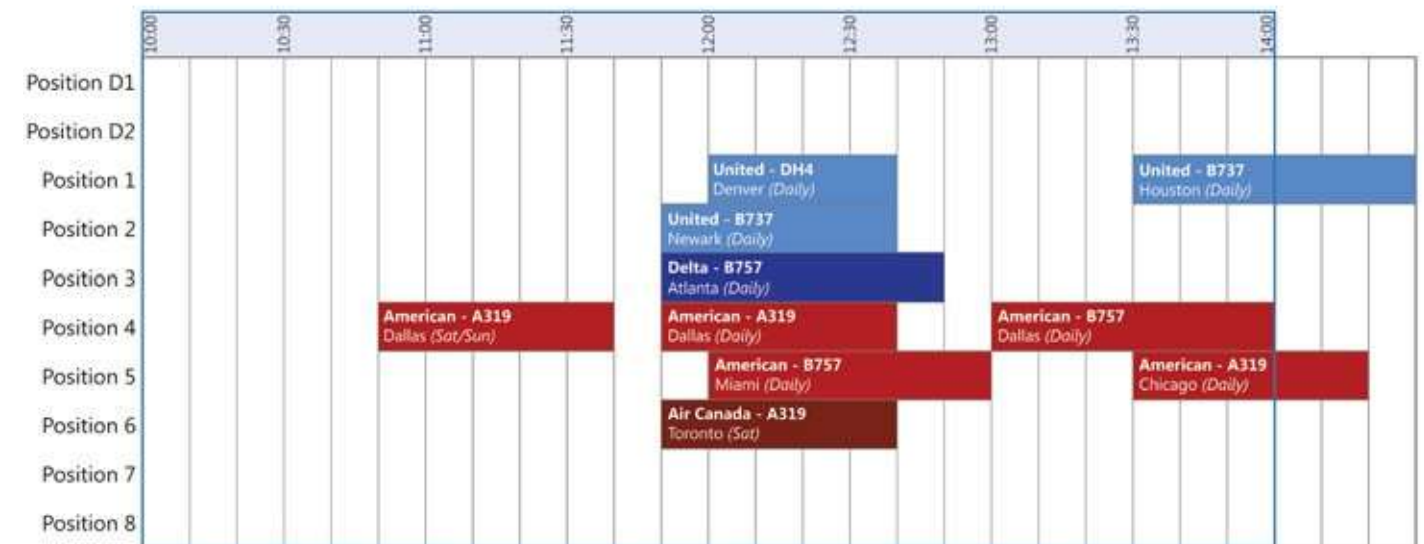 10:00
10:30
11:00
11:30
12:00
12:30
13:00
13:30
14:00
Position D1
Position D2
Position 1
United - DH4
Denver (Daily)
United - B737
Houston (Daily)
Position 2
United - B737
Newark (Daily)
Position 3
Delta - B757
Atlanta (Daily)
Position 4
American - A319
Dallas (Sat/Sun)
American - A319
Dallas (Daily)
American - B757
Dallas (Daily)
Position 5
American - B757
Miami (Daily)
American - A319
Chicago (Daily)
Position 6
Air Canada - A319
Toronto (Sat)
Position 7
Position 8